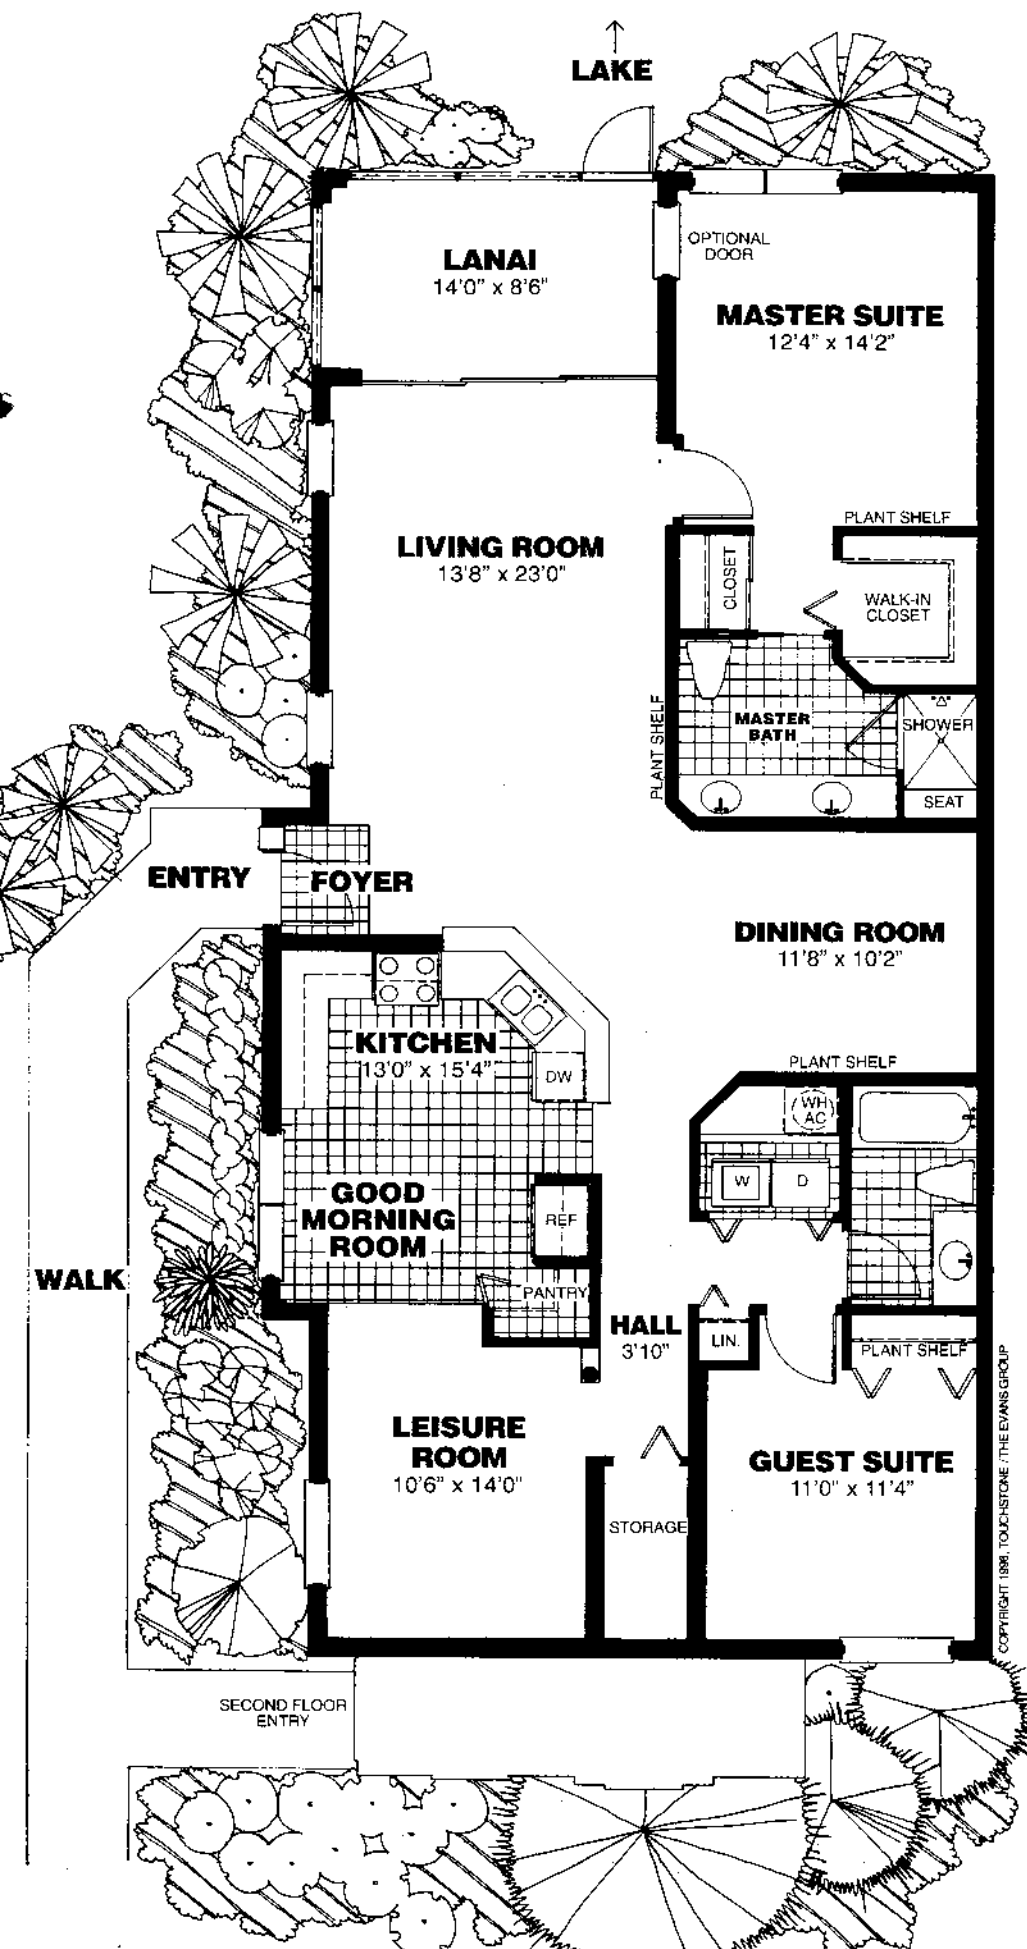 LAKE
OPTIONAL
DOOR
LANAI
14'0" x 8'6"
MASTER SUITE
12'4" x 14'2"
PLANT SHELF
LIVING ROOM
13'8" x 23'0"
CLOSET
WALK-IN
CLOSET
PLANT SHELF
MASTER
BATH
SHOWER
SEAT
ENTRY
FOYER
DINING ROOM
11'8" x 10'2"
KITCHEN
13'0" x 15'4"
DW
PLANT SHELF
WH
AC
W
D
GOOD
MORNING
ROOM
REF
WALK
PANTRY
HALL
3'10"
LIN.
PLANT SHELF
LEISURE
ROOM
10'6" x 14'0"
GUEST SUITE
11'0" x 11'4"
STORAGE
COPYRIGHT 1996, TOUCHSTONE / THE EVANS GROUP
SECOND FLOOR
ENTRY